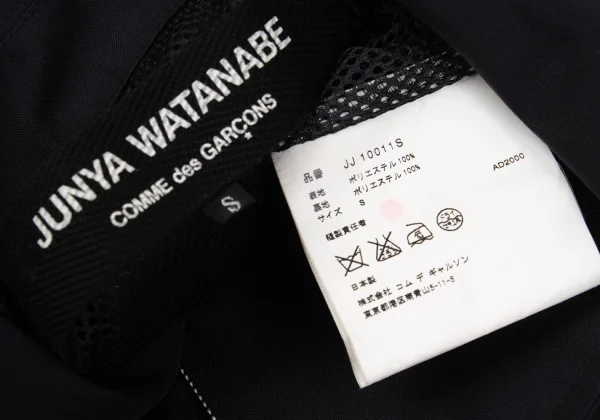 JUNYA WATANABE
COMME des GARÇONS
S
品番 JJ 10011S
表地 ポリエステル100%
裏地 ポリエステル100%
サイズ S
AD2000
縫製責任者
日本製
株式会社 コム デ ギャルソン
東京都港区南青山5-11-5